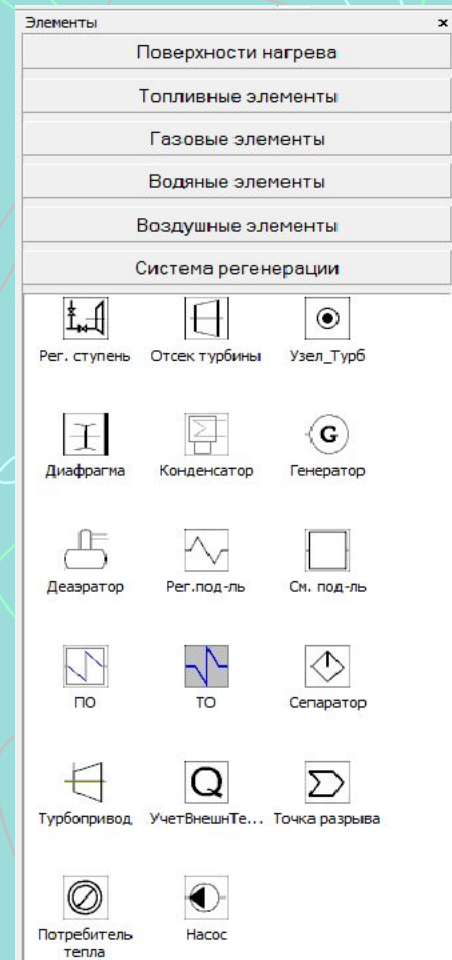 Элементы x
Поверхности нагрева
Топливные элементы
Газовые элементы
Водяные элементы
Воздушные элементы
Система регенерации
Рег. ступень Отсек турбины Узел_Турб
G
Диафрагма Конденсатор Генератор
Деаэратор Рег.под-ль См. под-ль
ПО ТО Сепаратор
Q
Турбопривод УчетВнешнТе... Точка разрыва
Потребитель Насос
тепла